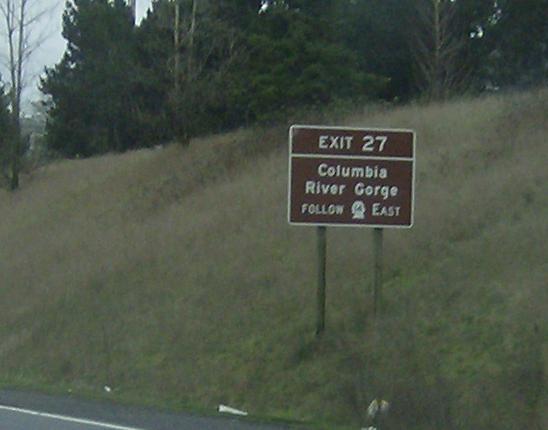 EXIT 27
Columbia
River Gorge
FOLLOW EAST